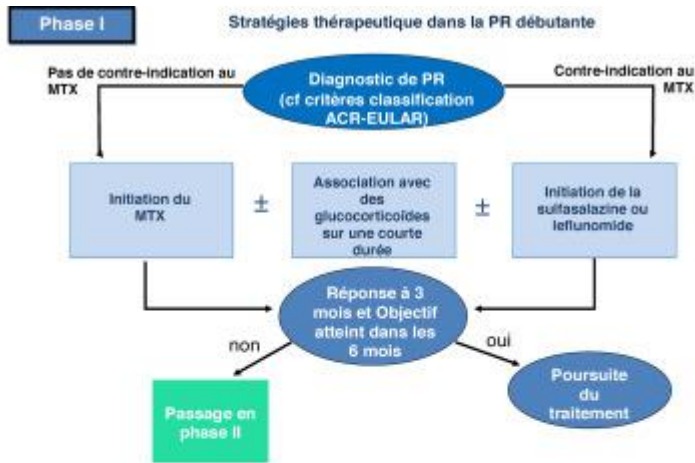 Phase I
Stratégies thérapeutique dans la PR débutante
Pas de contre-indication au
MTX
Diagnostic de PR
(cf critères classification
ACR-EULAR)
Contre-indication au
MTX
Initiation du
MTX
±
Association avec
des
glucocorticoïdes
sur une courte
durée
±
Initiation de la
sulfasalazine ou
leflunomide
Réponse à 3
mois et Objectif
atteint dans les
6 mois
non
oui
Passage en
phase II
Poursuite
du
traitement